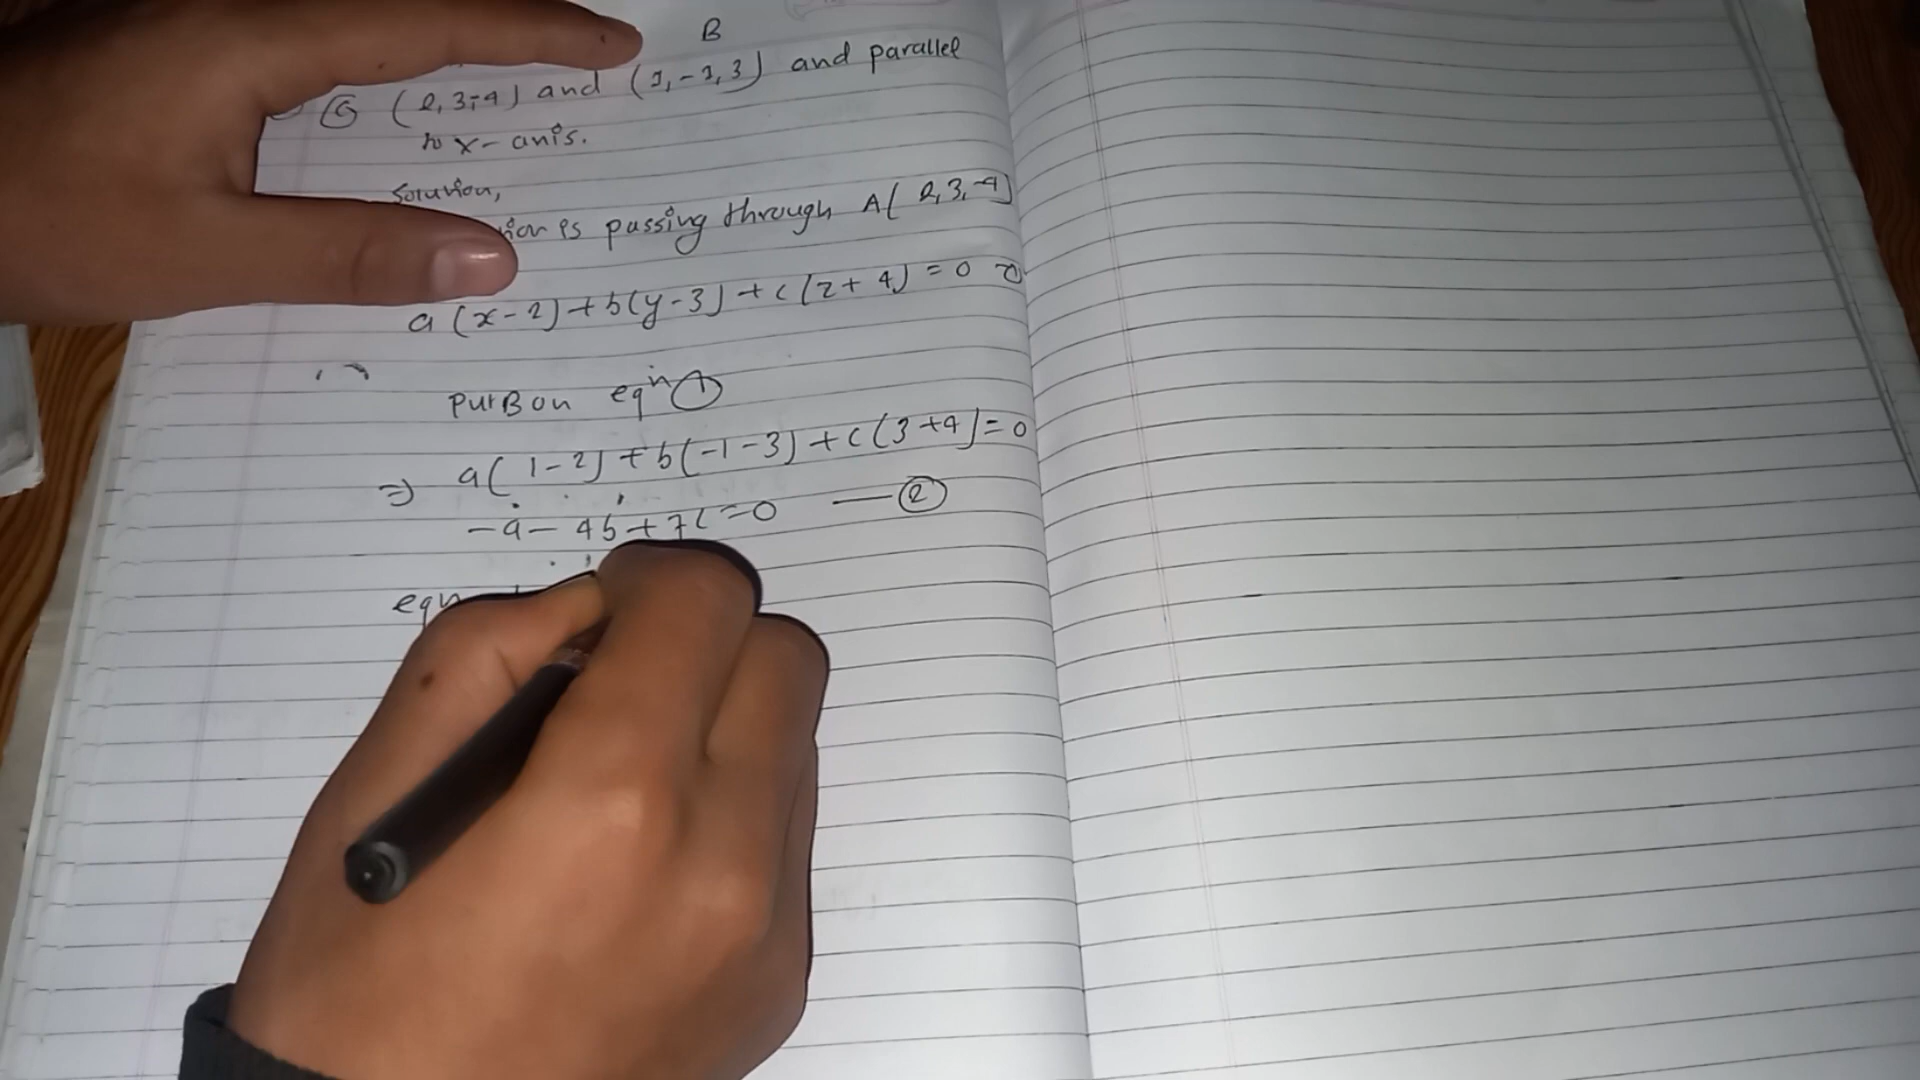 B
(2, 3, -4) and (1, -1, 3) and parallel
to x-axis.
Solution,
is passing through A( 2, 3, -4)
a (x-2) + b(y-3) + c (z + 4) = 0
Put B on eqn ①
⇒ a( 1-2) + b(-1-3) + c (3+4) = 0
-a - 4b + 7c = 0 — ②
eqn